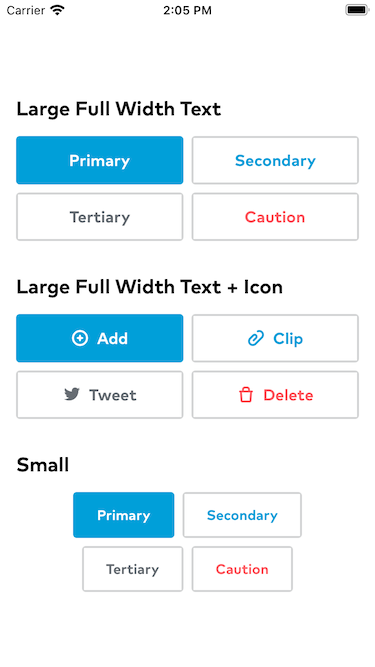 Carrier 2:05 PM
Large Full Width Text
Primary Secondary
Tertiary Caution
Large Full Width Text + Icon
Add Clip
Tweet Delete
Small
Primary Secondary
Tertiary Caution